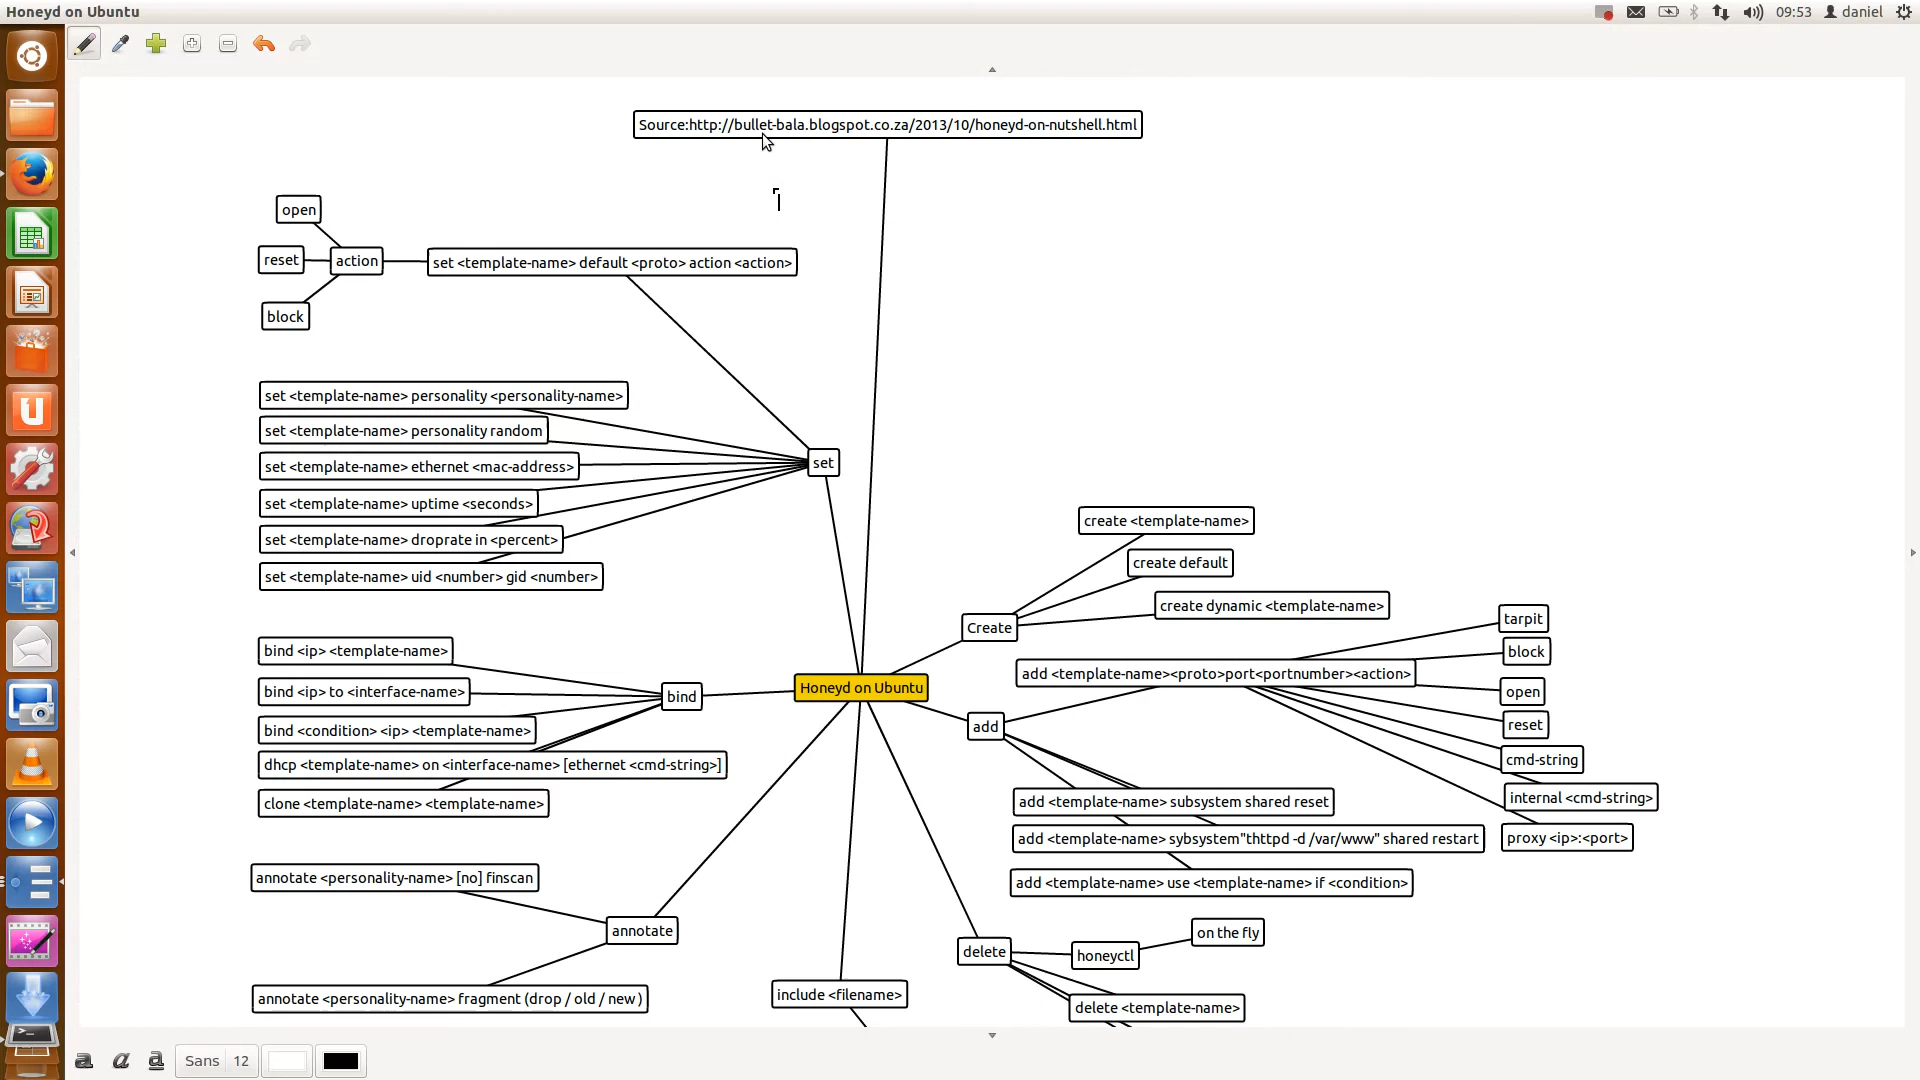 Honeyd on Ubuntu
09:53
daniel
Source:http://bullet-bala.blogspot.co.za/2013/10/honeyd-on-nutshell.html
open
reset
action
block
set <template-name> default <proto> action <action>
set <template-name> personality <personality-name>
set <template-name> personality random
set <template-name> ethernet <mac-address>
set <template-name> uptime <seconds>
set <template-name> droprate in <percent>
set <template-name> uid <number> gid <number>
set
create <template-name>
create default
create dynamic <template-name>
Create
bind <ip> <template-name>
bind <ip> to <interface-name>
bind <condition> <ip> <template-name>
dhcp <template-name> on <interface-name> [ethernet <cmd-string>]
clone <template-name> <template-name>
bind
Honeyd on Ubuntu
add <template-name><proto>port<portnumber><action>
tarpit
block
open
reset
cmd-string
internal <cmd-string>
proxy <ip>:<port>
add
add <template-name> subsystem shared reset
add <template-name> sybsystem"thttpd -d /var/www" shared restart
add <template-name> use <template-name> if <condition>
annotate <personality-name> [no] finscan
annotate
annotate <personality-name> fragment (drop / old / new )
include <filename>
delete
honeyctl
on the fly
delete <template-name>
a a a Sans 12